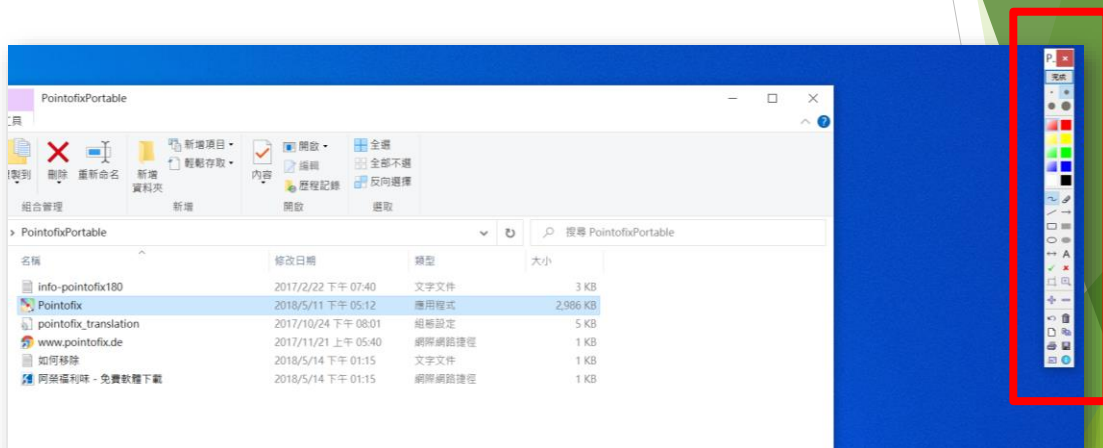 P...
完成
PointofixPortable
工具
複製到 刪除 重新命名 新增資料夾 新增項目 輕鬆存取 內容 開啟 編輯 歷程記錄 全選 全部不選 反向選擇
組合管理 新增 開啟 選取
PointofixPortable 搜尋 PointofixPortable
名稱 修改日期 類型 大小
info-pointofix180 2017/2/22 下午 07:40 文字文件 3 KB
Pointofix 2018/5/11 下午 05:12 應用程式 2,986 KB
pointofix_translation 2017/10/24 下午 08:01 組態設定 5 KB
www.pointofix.de 2017/11/21 上午 05:40 網際網路捷徑 1 KB
如何移除 2018/5/14 下午 01:15 文字文件 1 KB
阿榮福利味 - 免費軟體下載 2018/5/14 下午 01:15 網際網路捷徑 1 KB
A